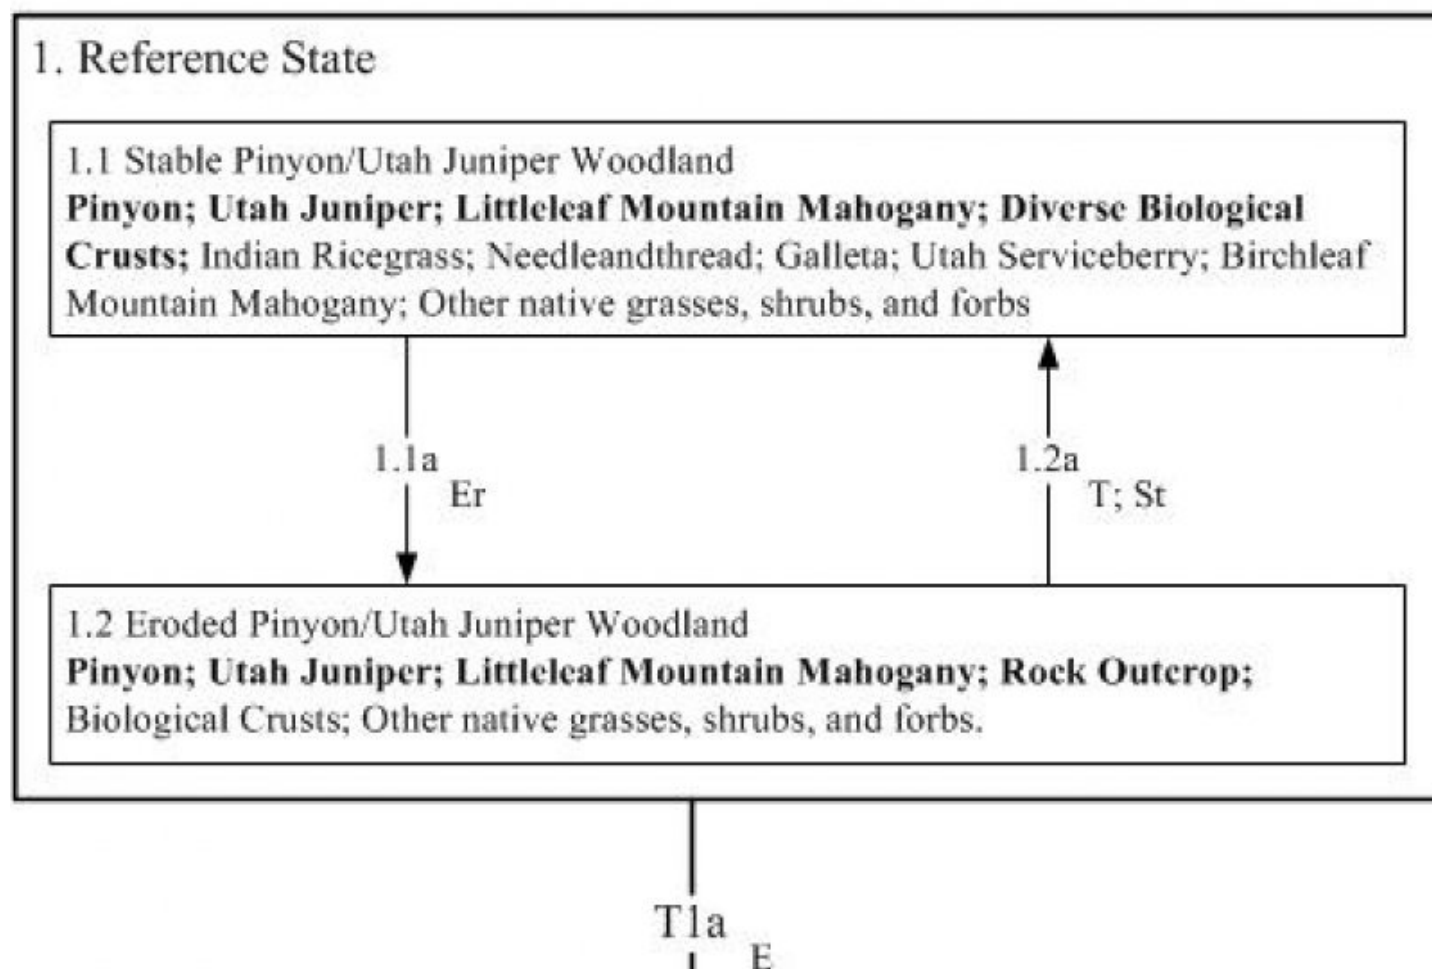 1. Reference State
1.1 Stable Pinyon/Utah Juniper Woodland
Pinyon; Utah Juniper; Littleleaf Mountain Mahogany; Diverse Biological
Crusts; Indian Ricegrass; Needleandthread; Galleta; Utah Serviceberry; Birchleaf
Mountain Mahogany; Other native grasses, shrubs, and forbs
1.1a
Er
1.2a
T; St
1.2 Eroded Pinyon/Utah Juniper Woodland
Pinyon; Utah Juniper; Littleleaf Mountain Mahogany; Rock Outcrop;
Biological Crusts; Other native grasses, shrubs, and forbs.
T1a
E